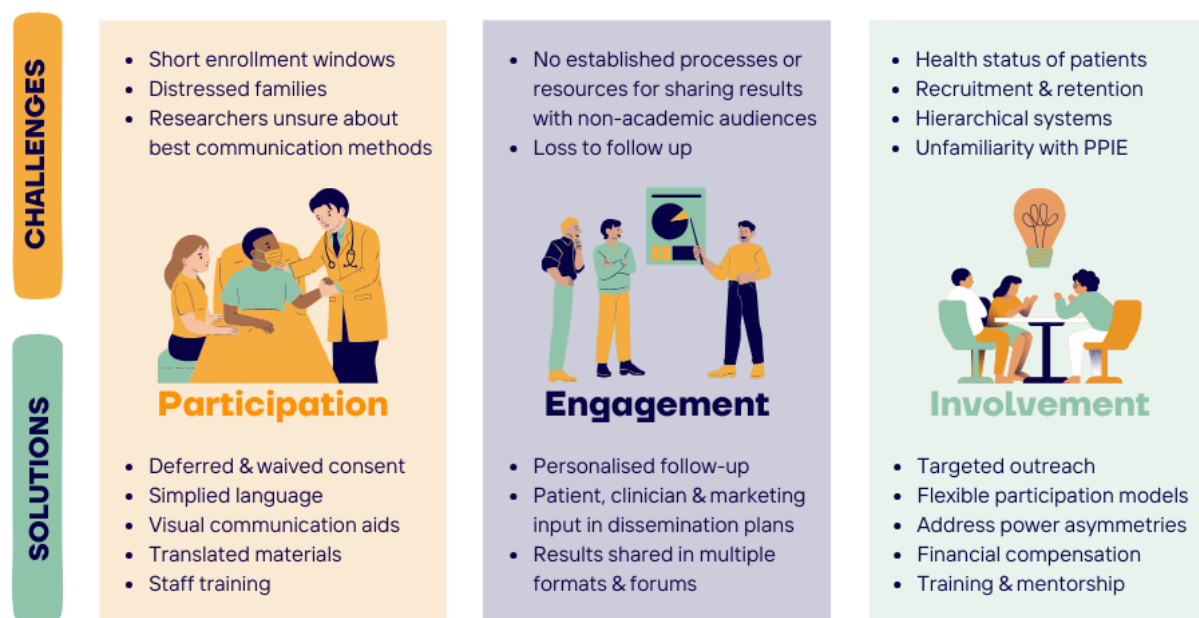 CHALLENGES
• Short enrollment windows
• Distressed families
• Researchers unsure about
best communication methods
• No established processes or
resources for sharing results
with non-academic audiences
• Loss to follow up
• Health status of patients
• Recruitment & retention
• Hierarchical systems
• Unfamiliarity with PPIE
Participation
Engagement
Involvement
SOLUTIONS
• Deferred & waived consent
• Simplied language
• Visual communication aids
• Translated materials
• Staff training
• Personalised follow-up
• Patient, clinician & marketing
input in dissemination plans
• Results shared in multiple
formats & forums
• Targeted outreach
• Flexible participation models
• Address power asymmetries
• Financial compensation
• Training & mentorship